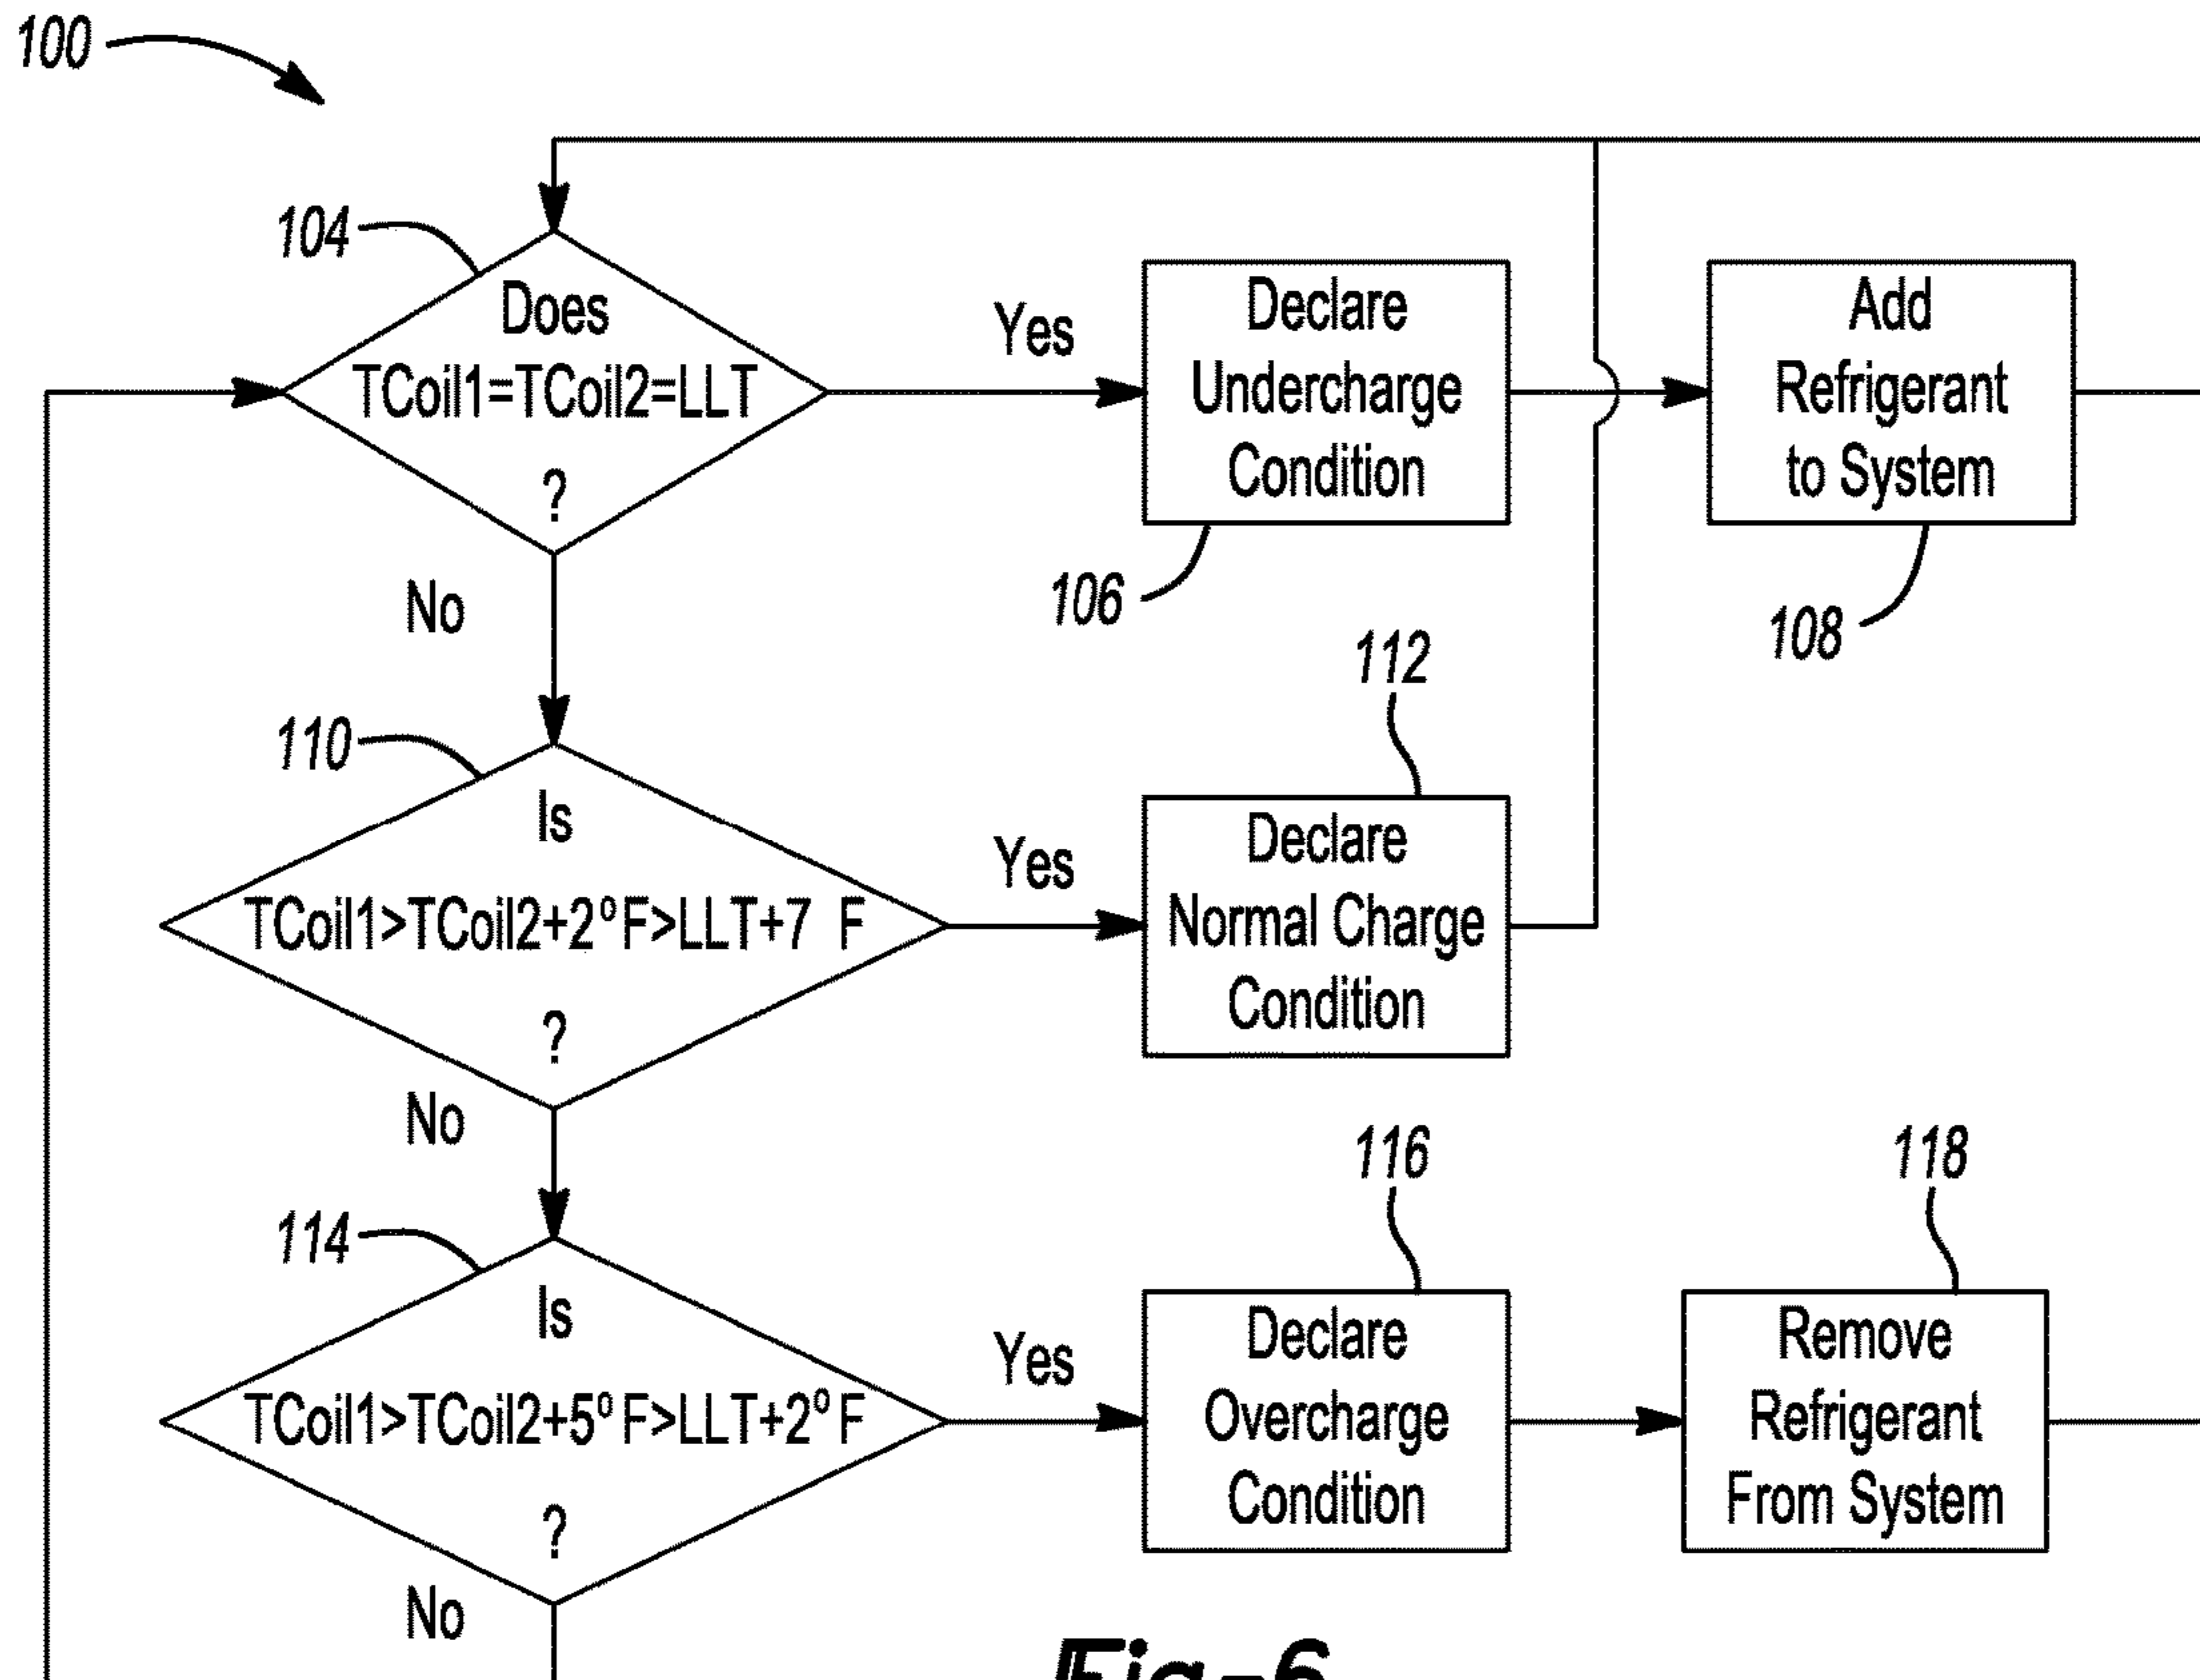 100
104
Does
TCoil1=TCoil2=LLT
?
Yes
Declare
Undercharge
Condition
106
Add
Refrigerant
to System
108
No
110
Is
TCoil1>TCoil2+2°F>LLT+7 F
?
Yes
112
Declare
Normal Charge
Condition
No
114
Is
TCoil1>TCoil2+5°F>LLT+2°F
?
Yes
116
Declare
Overcharge
Condition
118
Remove
Refrigerant
From System
No
Fig-6